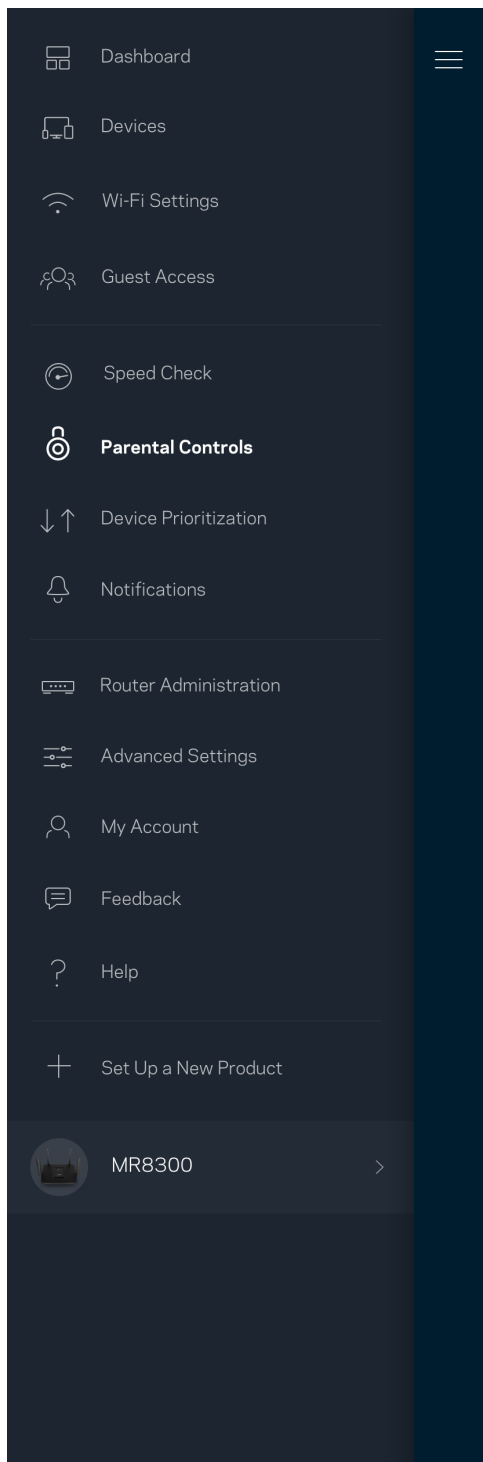 Dashboard
Devices
Wi-Fi Settings
Guest Access
Speed Check
Parental Controls
Device Prioritization
Notifications
Router Administration
Advanced Settings
My Account
Feedback
Help
Set Up a New Product
MR8300